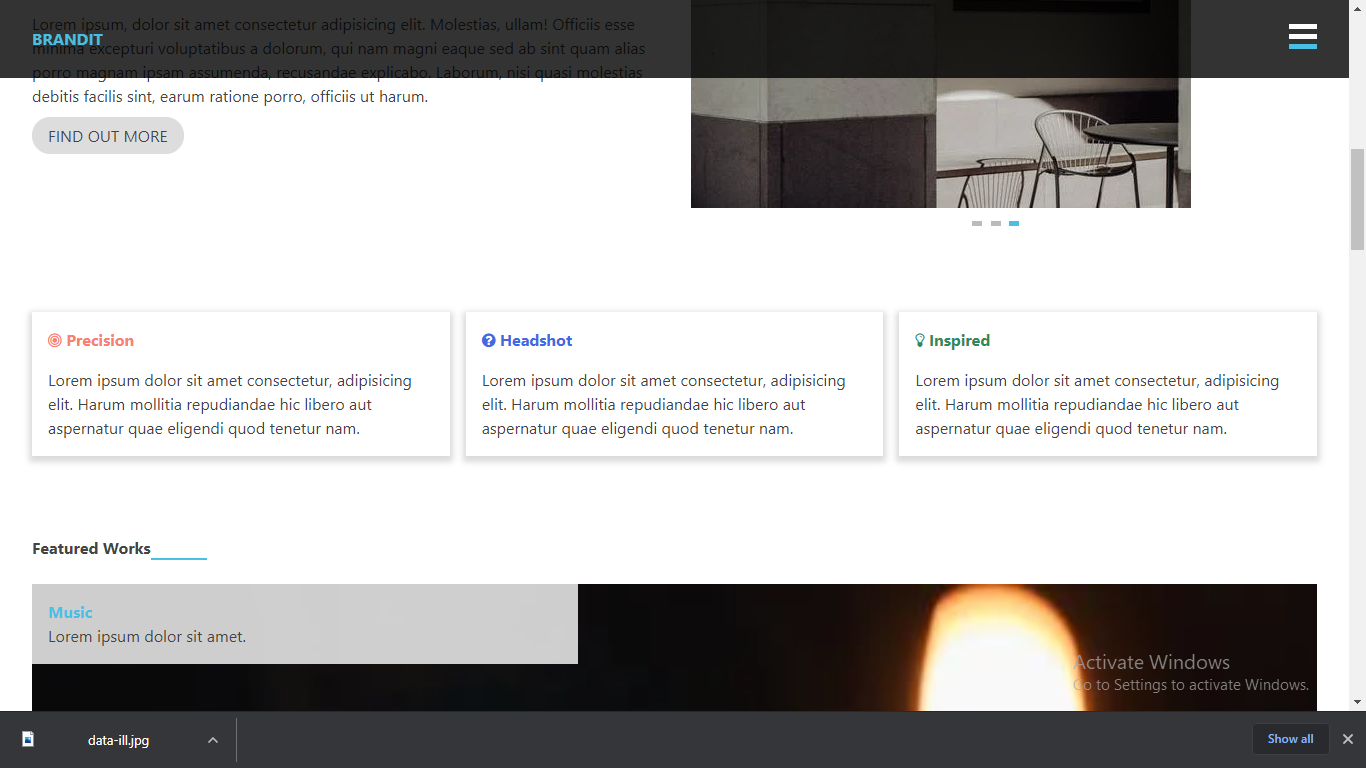 Lorem ipsum, dolor sit amet consectetur adipisicing elit. Molestias, ullam! Officiis esse
BRANDIT
minima excepturi voluptatibus a dolorum, qui nam magni eaque sed ab sint quam alias
porro magnam ipsam assumenda, recusandae explicabo. Laborum, nisi quasi molestias
debitis facilis sint, earum ratione porro, officiis ut harum.
FIND OUT MORE
Precision
Lorem ipsum dolor sit amet consectetur, adipisicing
elit. Harum mollitia repudiandae hic libero aut
aspernatur quae eligendi quod tenetur nam.
Headshot
Lorem ipsum dolor sit amet consectetur, adipisicing
elit. Harum mollitia repudiandae hic libero aut
aspernatur quae eligendi quod tenetur nam.
Inspired
Lorem ipsum dolor sit amet consectetur, adipisicing
elit. Harum mollitia repudiandae hic libero aut
aspernatur quae eligendi quod tenetur nam.
Featured Works
Music
Lorem ipsum dolor sit amet.
Activate Windows
Go to Settings to activate Windows.
data-ill.jpg
Show all